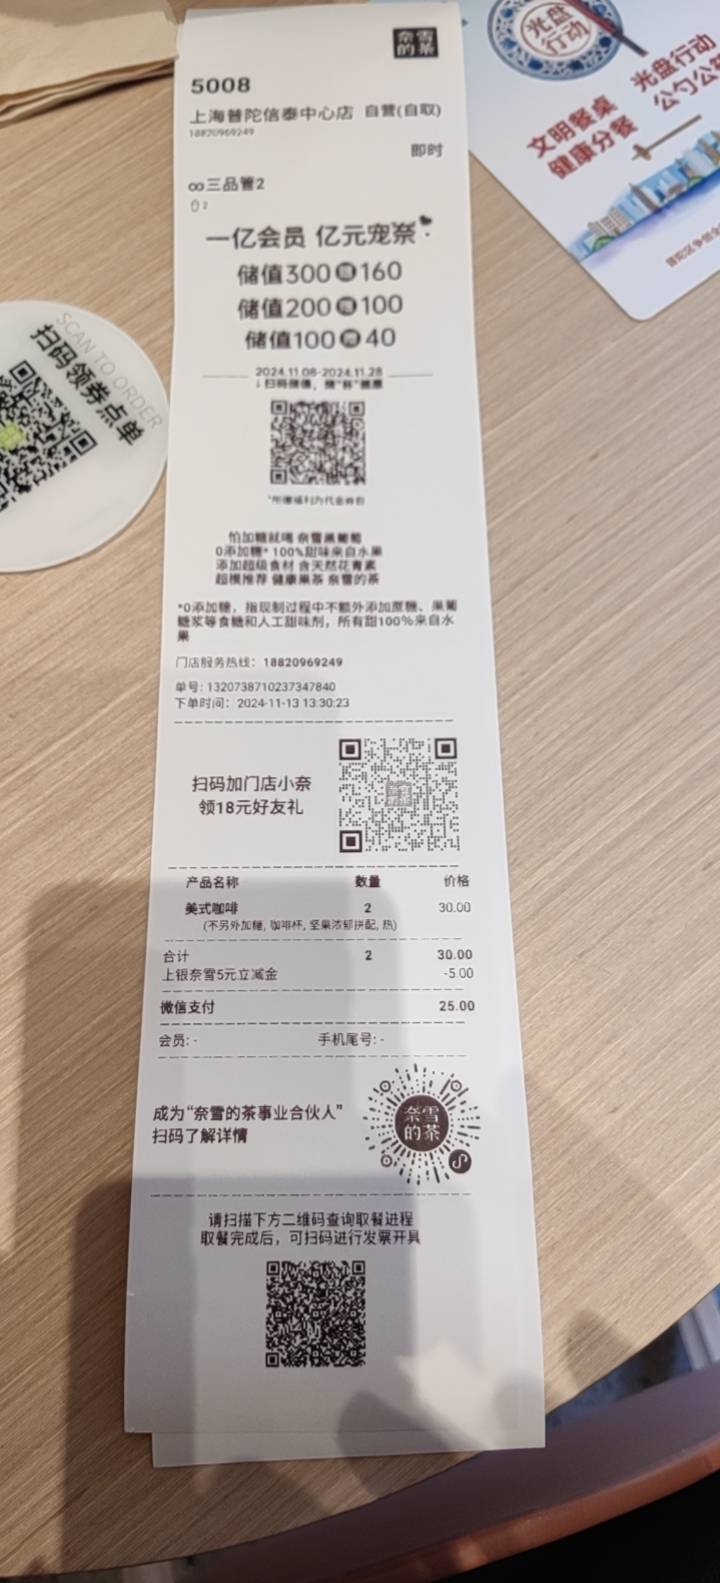 奈雪
的茶
5008
上海普陀信泰中心店 自营(自取)
18820969249
即时
三品管2
2
一亿会员 亿元宠奈
储值300赠160
储值200赠100
储值100赠40
2024.11.08-2024.11.28
怕加糖就喝 奈雪黑葡萄
0添加糖* 100%甜味来自水果
添加超级食材 含天然花青素
超模推荐 健康果茶 奈雪的茶
*0添加糖，指现制过程中不额外添加蔗糖、果葡
糖浆等食糖和人工甜味剂，所有甜100%来自水
果
门店服务热线：18820969249
单号: 1320738710237347840
下单时间：2024-11-13 13:30:23
扫码加门店小奈
领18元好友礼
产品名称 数量 价格
美式咖啡 2 30.00
(不另外加糖, 咖啡杯, 坚果浓郁拼配, 热)
合计 2 30.00
上银奈雪5元立减金 -5.00
微信支付 25.00
会员: - 手机尾号: -
成为“奈雪的茶事业合伙人”
扫码了解详情
奈雪
的茶
请扫描下方二维码查询取餐进程
取餐完成后，可扫码进行发票开具
SCAN TO ORDER
扫码领券点单
光盘
行动
文明餐桌 光盘行动
健康分餐 公勺公筷